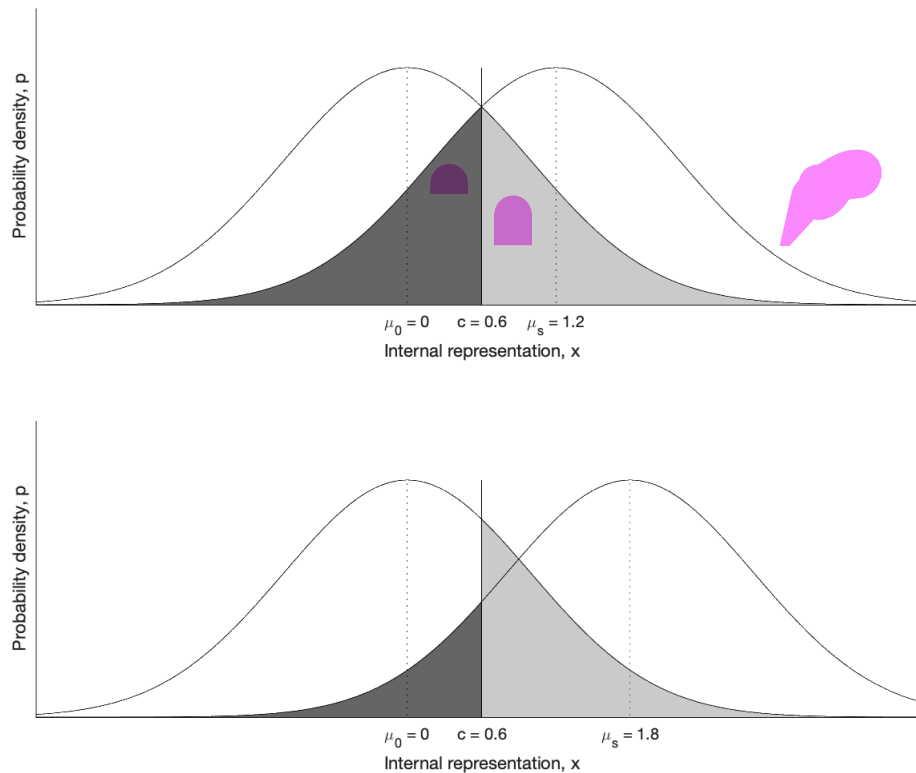 Probability density, p
μ₀ = 0 c = 0.6 μₛ = 1.2
Internal representation, x
Probability density, p
μ₀ = 0 c = 0.6 μₛ = 1.8
Internal representation, x